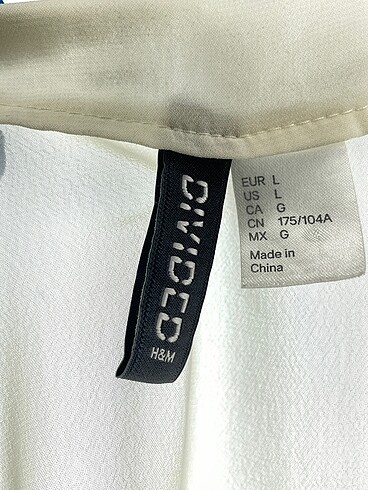 DIVIDED
H&M
EUR L
US L
CA G
CN 175/104A
MX G
Made in
China